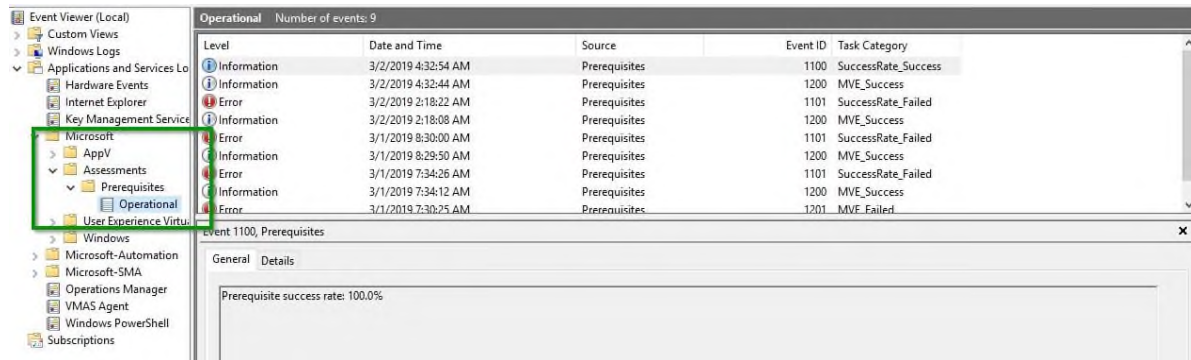 Event Viewer (Local)
Custom Views
Windows Logs
Applications and Services Lo
Hardware Events
Internet Explorer
Key Management Service
Microsoft
AppV
Assessments
Prerequisites
Operational
User Experience Virtu
Windows
Microsoft-Automation
Microsoft-SMA
Operations Manager
VMAS Agent
Windows PowerShell
Subscriptions
Operational Number of events: 9
Level Date and Time Source Event ID Task Category
Information 3/2/2019 4:32:54 AM Prerequisites 1100 SuccessRate_Success
Information 3/2/2019 4:32:44 AM Prerequisites 1200 MVE_Success
Error 3/2/2019 2:18:22 AM Prerequisites 1101 SuccessRate_Failed
Information 3/2/2019 2:18:08 AM Prerequisites 1200 MVE_Success
Error 3/1/2019 8:30:00 AM Prerequisites 1101 SuccessRate_Failed
Information 3/1/2019 8:29:50 AM Prerequisites 1200 MVE_Success
Error 3/1/2019 7:34:26 AM Prerequisites 1101 SuccessRate_Failed
Information 3/1/2019 7:34:12 AM Prerequisites 1200 MVE_Success
Error 3/1/2019 7:30:25 AM Prerequisites 1201 MVE_Failed
Event 1100, Prerequisites
General Details
Prerequisite success rate: 100.0%